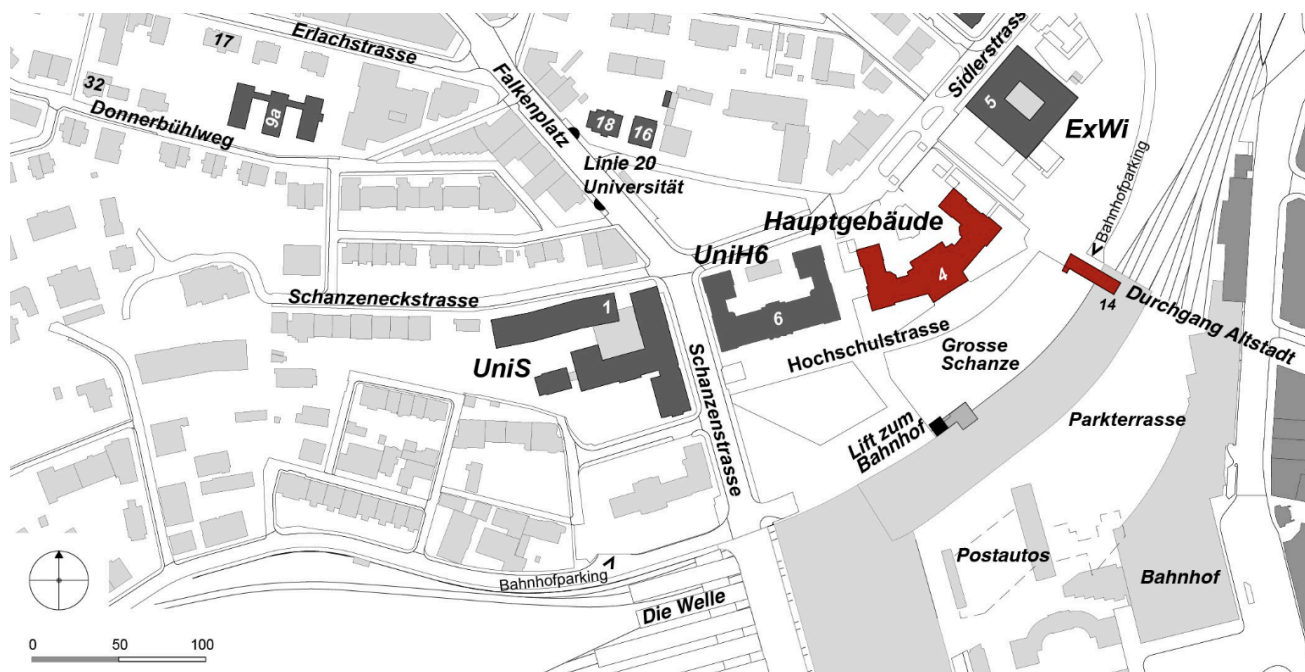 17
Erlachstrasse
32
Donnerbühlweg
9a
Falkenplatz
18
16
Linie 20
Universität
Sidlerstrasse
5
ExWi
Bahnhofparking
Hauptgebäude
4
UniH6
6
Schanzeneckstrasse
1
UniS
Schanzenstrasse
Hochschulstrasse
Grosse
Schanze
14
Durchgang Altstadt
Lift zum
Bahnhof
Parkterrasse
Postautos
Bahnhof
Bahnhofparking
Die Welle
0 50 100